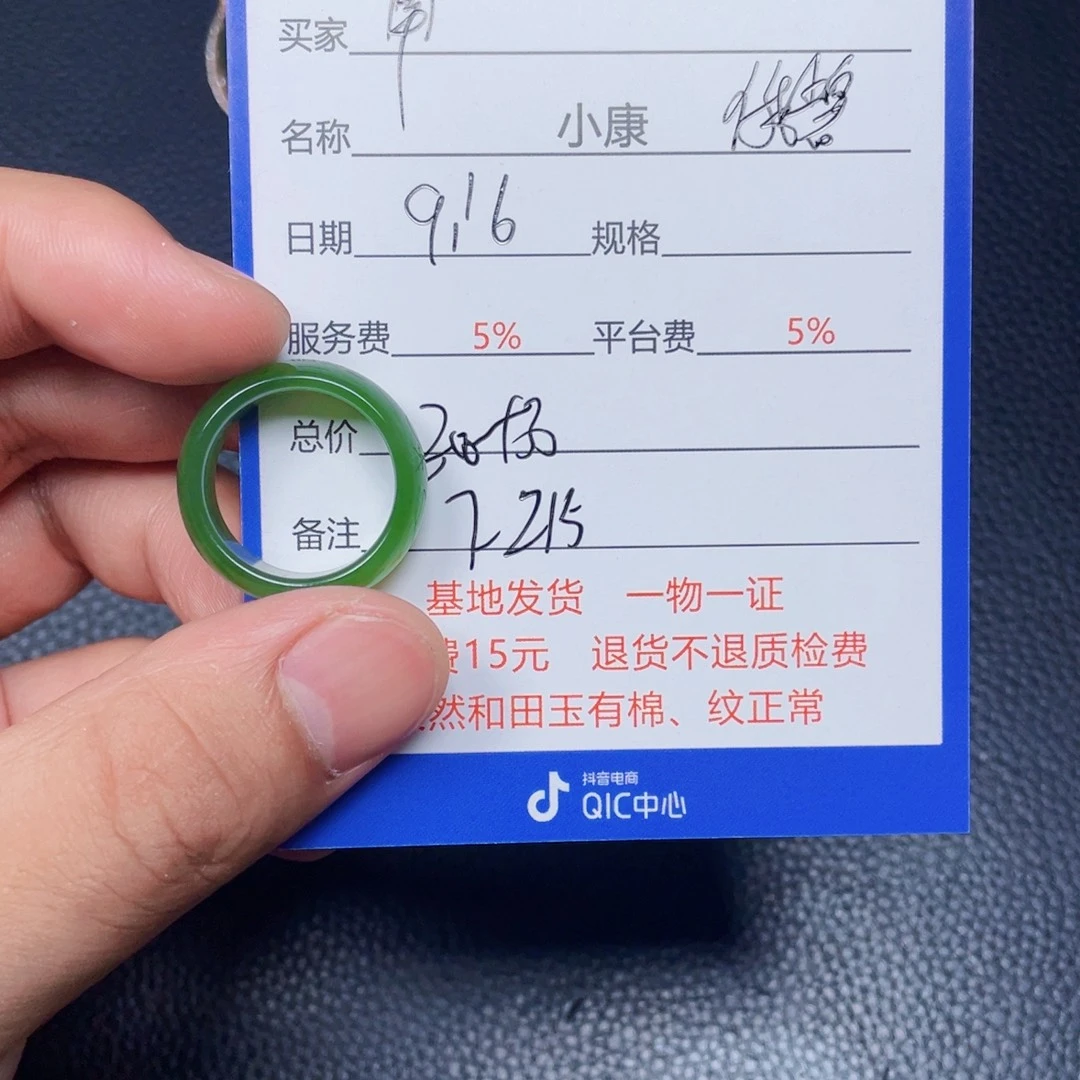 买家
名称 小康
日期 9.16 规格
服务费 5% 平台费 5%
总价
备注 7215
基地发货 一物一证
费15元 退货不退质检费
然和田玉有棉、纹正常
抖音电商
QIC中心